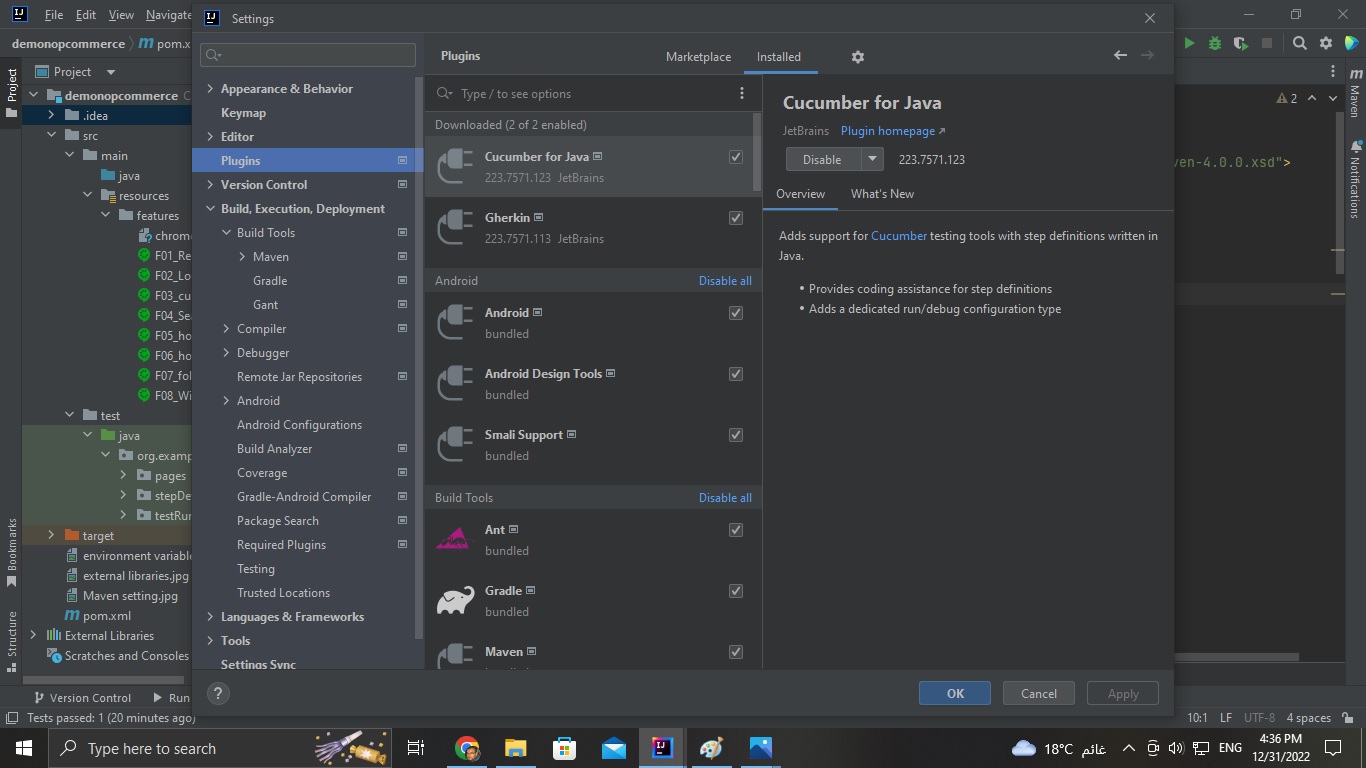 File Edit View Navigate
Settings
demonopcommerce
Project
demonopcommerce
.idea
src
main
java
resources
features
F01_Re
F02_Lo
F03_cu
F04_Se
F05_ho
F06_ho
F07_fol
F08_Wi
test
java
org.examp
pages
stepDe
testRun
target
environment variable
external libraries.jpg
Maven setting.jpg
pom.xml
External Libraries
Scratches and Consoles
Project
Bookmarks
Structure
Appearance & Behavior
Keymap
Editor
Plugins
Version Control
Build, Execution, Deployment
Build Tools
Maven
Gradle
Gant
Compiler
Debugger
Remote Jar Repositories
Android
Android Configurations
Build Analyzer
Coverage
Gradle-Android Compiler
Package Search
Required Plugins
Testing
Trusted Locations
Languages & Frameworks
Tools
Settings Sync
Plugins
Marketplace
Installed
Type / to see options
Downloaded (2 of 2 enabled)
Cucumber for Java
223.7571.123 JetBrains
Gherkin
223.7571.113 JetBrains
Android Disable all
Android
bundled
Android Design Tools
bundled
Smali Support
bundled
Build Tools Disable all
Ant
bundled
Gradle
bundled
Maven
Cucumber for Java
JetBrains Plugin homepage
Disable 223.7571.123
Overview What's New
Adds support for Cucumber testing tools with step definitions written in
Java.
• Provides coding assistance for step definitions
• Adds a dedicated run/debug configuration type
OK Cancel Apply
2
ven-4.0.0.xsd">
Maven
Notifications
Version Control Run
Tests passed: 1 (20 minutes ago)
10:1 LF UTF-8 4 spaces
Type here to search
18°C غائم
ENG
4:36 PM
12/31/2022